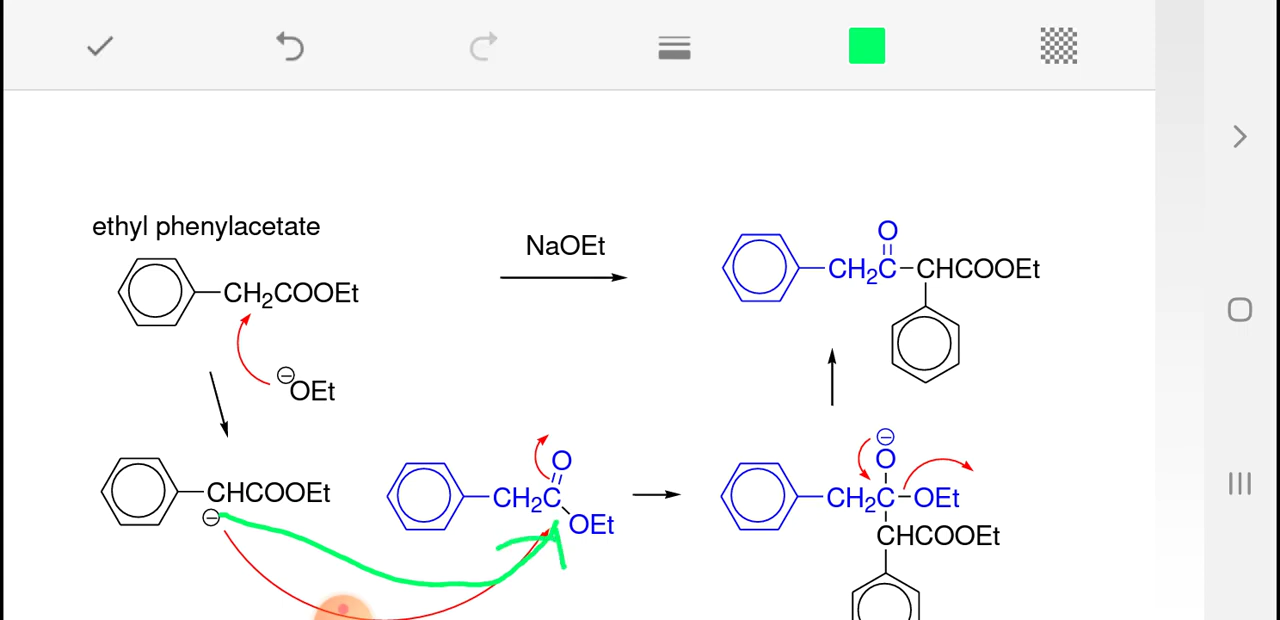 ethyl phenylacetate
NaOEt
O
CH₂C-CHCOOEt
CH₂COOEt
⊖OEt
⊖
O
O
CHCOOEt
CH₂C
CH₂C-OEt
⊖
OEt
CHCOOEt